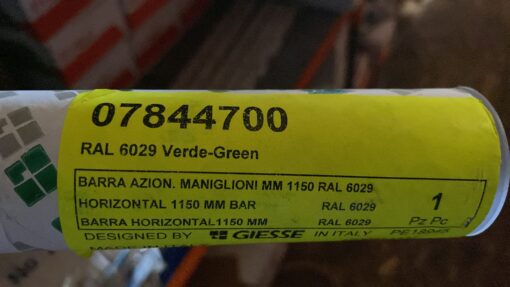 07844700
RAL 6029 Verde-Green
BARRA AZION. MANIGLIONI MM 1150 RAL 6029
HORIZONTAL 1150 MM BAR RAL 6029
BARRA HORIZONTAL1150 MM RAL 6029
1
Pz Pc
DESIGNED BY GIESSE IN ITALY